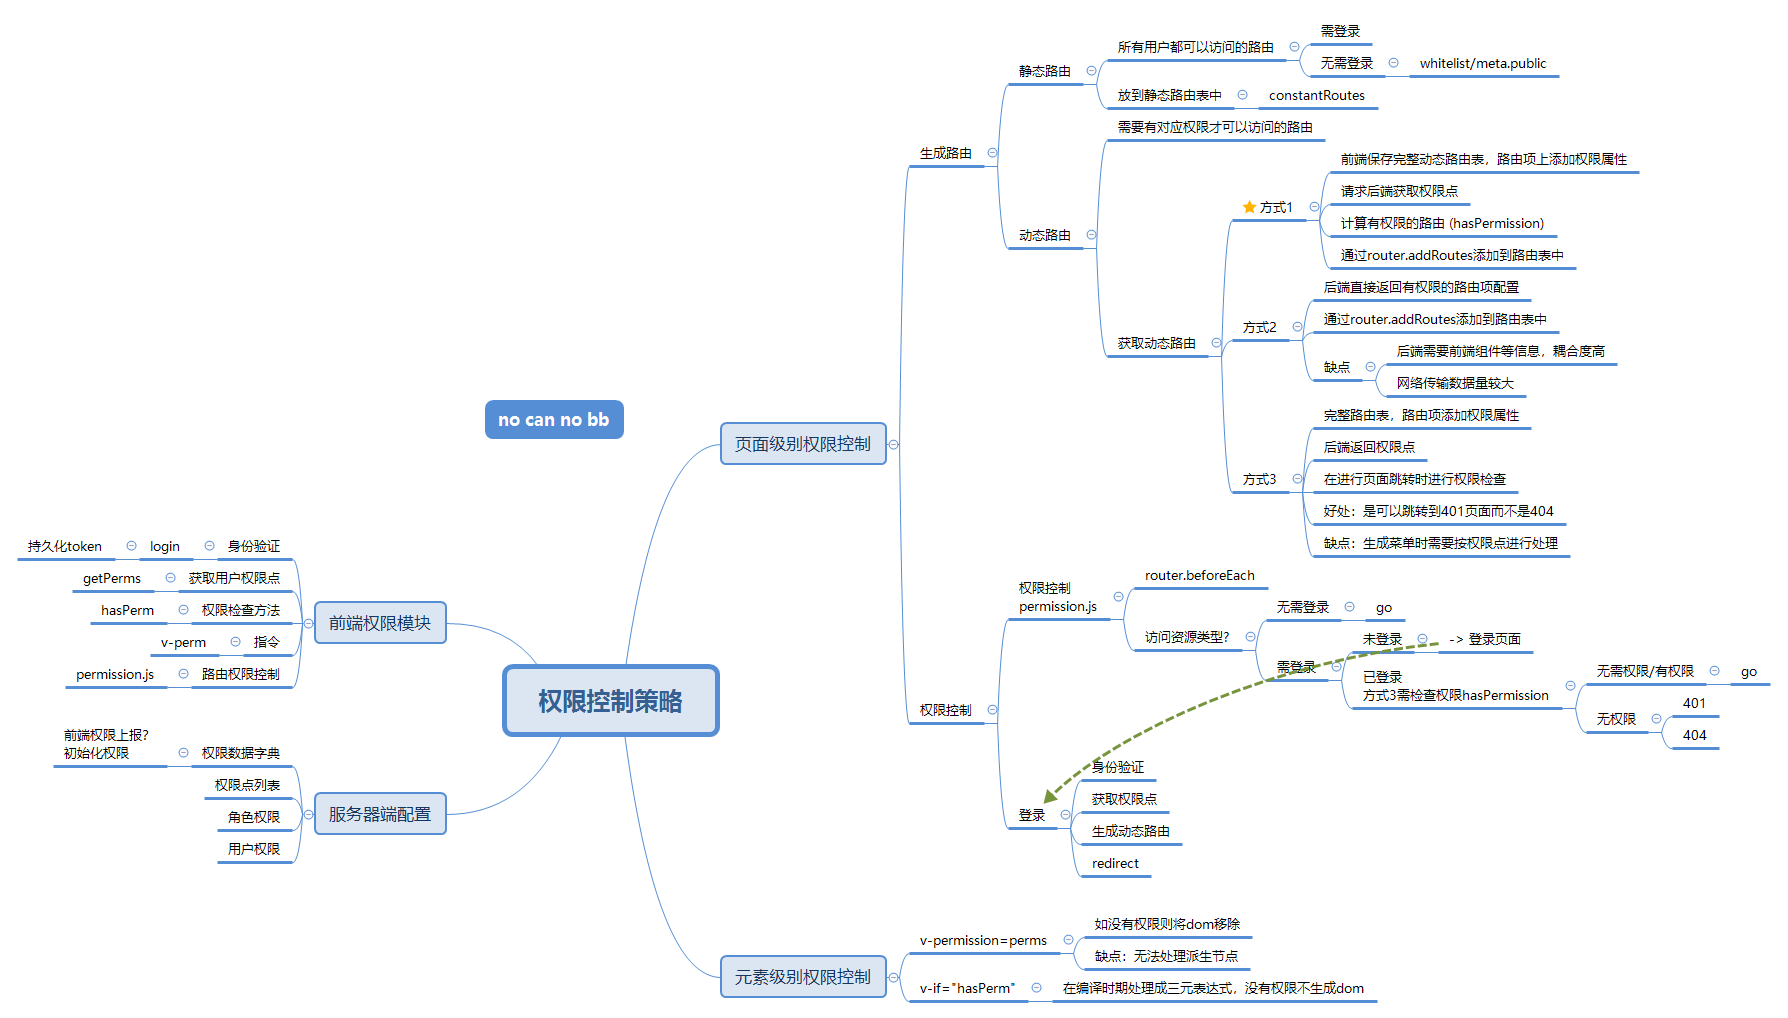 权限控制策略
no can no bb
页面级别权限控制
生成路由
静态路由
所有用户都可以访问的路由
需登录
无需登录
whitelist/meta.public
放到静态路由表中
constantRoutes
动态路由
需要有对应权限才可以访问的路由
获取动态路由
方式1
前端保存完整动态路由表，路由项上添加权限属性
请求后端获取权限点
计算有权限的路由 (hasPermission)
通过router.addRoutes添加到路由表中
方式2
后端直接返回有权限的路由项配置
通过router.addRoutes添加到路由表中
缺点
后端需要前端组件等信息，耦合度高
网络传输数据量较大
方式3
完整路由表，路由项添加权限属性
后端返回权限点
在进行页面跳转时进行权限检查
好处：是可以跳转到401页面而不是404
缺点：生成菜单时需要按权限点进行处理
权限控制
权限控制
permission.js
router.beforeEach
访问资源类型?
无需登录
go
需登录
未登录
-> 登录页面
已登录
方式3需检查权限hasPermission
无需权限/有权限
go
无权限
401
404
登录
身份验证
获取权限点
生成动态路由
redirect
元素级别权限控制
v-permission=perms
如没有权限则将dom移除
缺点：无法处理派生节点
v-if="hasPerm"
在编译时期处理成三元表达式，没有权限不生成dom
前端权限模块
身份验证
login
持久化token
获取用户权限点
getPerms
权限检查方法
hasPerm
指令
v-perm
路由权限控制
permission.js
服务器端配置
权限数据字典
前端权限上报?
初始化权限
权限点列表
角色权限
用户权限